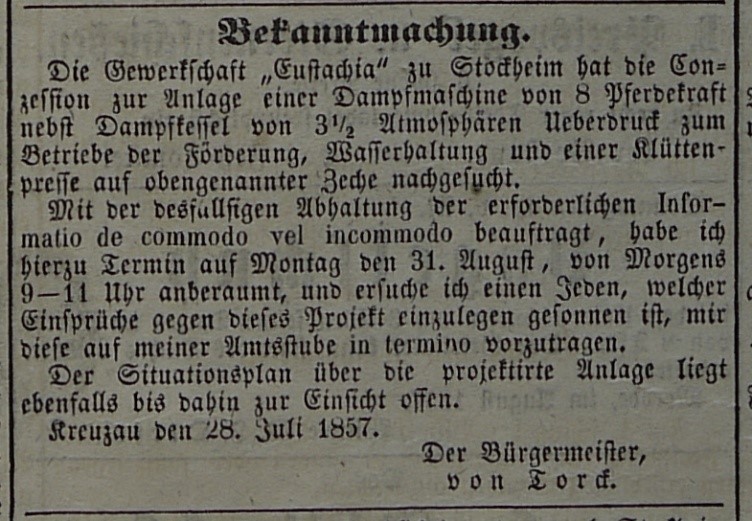 Bekanntmachung.
Die Gewerkschaft „Eustachia“ zu Stockheim hat die Con=
zession zur Anlage einer Dampfmaschine von 8 Pferdekraft
nebst Dampfkessel von 3½ Atmosphären Ueberdruck zum
Betriebe der Förderung, Wasserhaltung und einer Klütten-
presse auf obengenannter Zeche nachgesucht.
Mit der desfallsigen Abhaltung der erforderlichen Infor-
matio de commodo vel incommodo beauftragt, habe ich
hierzu Termin auf Montag den 31. August, von Morgens
9—11 Uhr anberaumt, und ersuche ich einen Jeden, welcher
Einsprüche gegen dieses Projekt einzulegen gesonnen ist, mir
diese auf meiner Amtsstube in termino vorzutragen.
Der Situationsplan über die projektirte Anlage liegt
ebenfalls bis dahin zur Einsicht offen.
Kreuzau den 28. Juli 1857.
Der Bürgermeister,
von Torck.